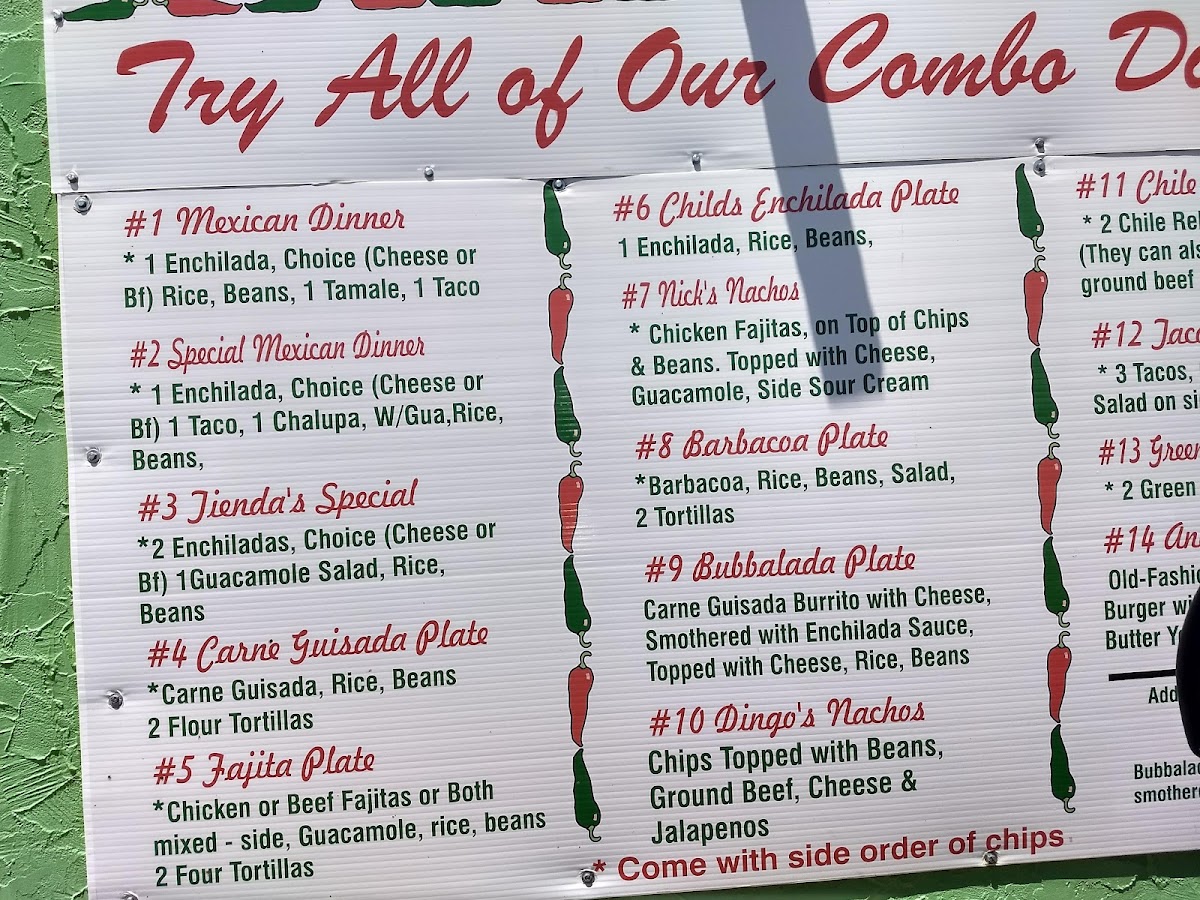 Try All of Our Combo
#1 Mexican Dinner
* 1 Enchilada, Choice (Cheese or
Bf) Rice, Beans, 1 Tamale, 1 Taco
#2 Special Mexican Dinner
* 1 Enchilada, Choice (Cheese or
Bf) 1 Taco, 1 Chalupa, W/Gua,Rice,
Beans,
#3 Tienda's Special
*2 Enchiladas, Choice (Cheese or
Bf) 1Guacamole Salad, Rice,
Beans
#4 Carne Guisada Plate
*Carne Guisada, Rice, Beans
2 Flour Tortillas
#5 Fajita Plate
*Chicken or Beef Fajitas or Both
mixed - side, Guacamole, rice, beans
2 Four Tortillas
#6 Childs Enchilada Plate
1 Enchilada, Rice, Beans,
#7 Nick's Nachos
* Chicken Fajitas, on Top of Chips
& Beans. Topped with Cheese,
Guacamole, Side Sour Cream
#8 Barbacoa Plate
*Barbacoa, Rice, Beans, Salad,
2 Tortillas
#9 Bubbalada Plate
Carne Guisada Burrito with Cheese,
Smothered with Enchilada Sauce,
Topped with Cheese, Rice, Beans
#10 Dingo's Nachos
Chips Topped with Beans,
Ground Beef, Cheese &
Jalapenos
* Come with side order of chips
#11 Chile
* 2 Chile
(They can
ground beef
#12
* 3 Tacos,
Salad on
#13
* 2 Green
#14
Burger
Butter